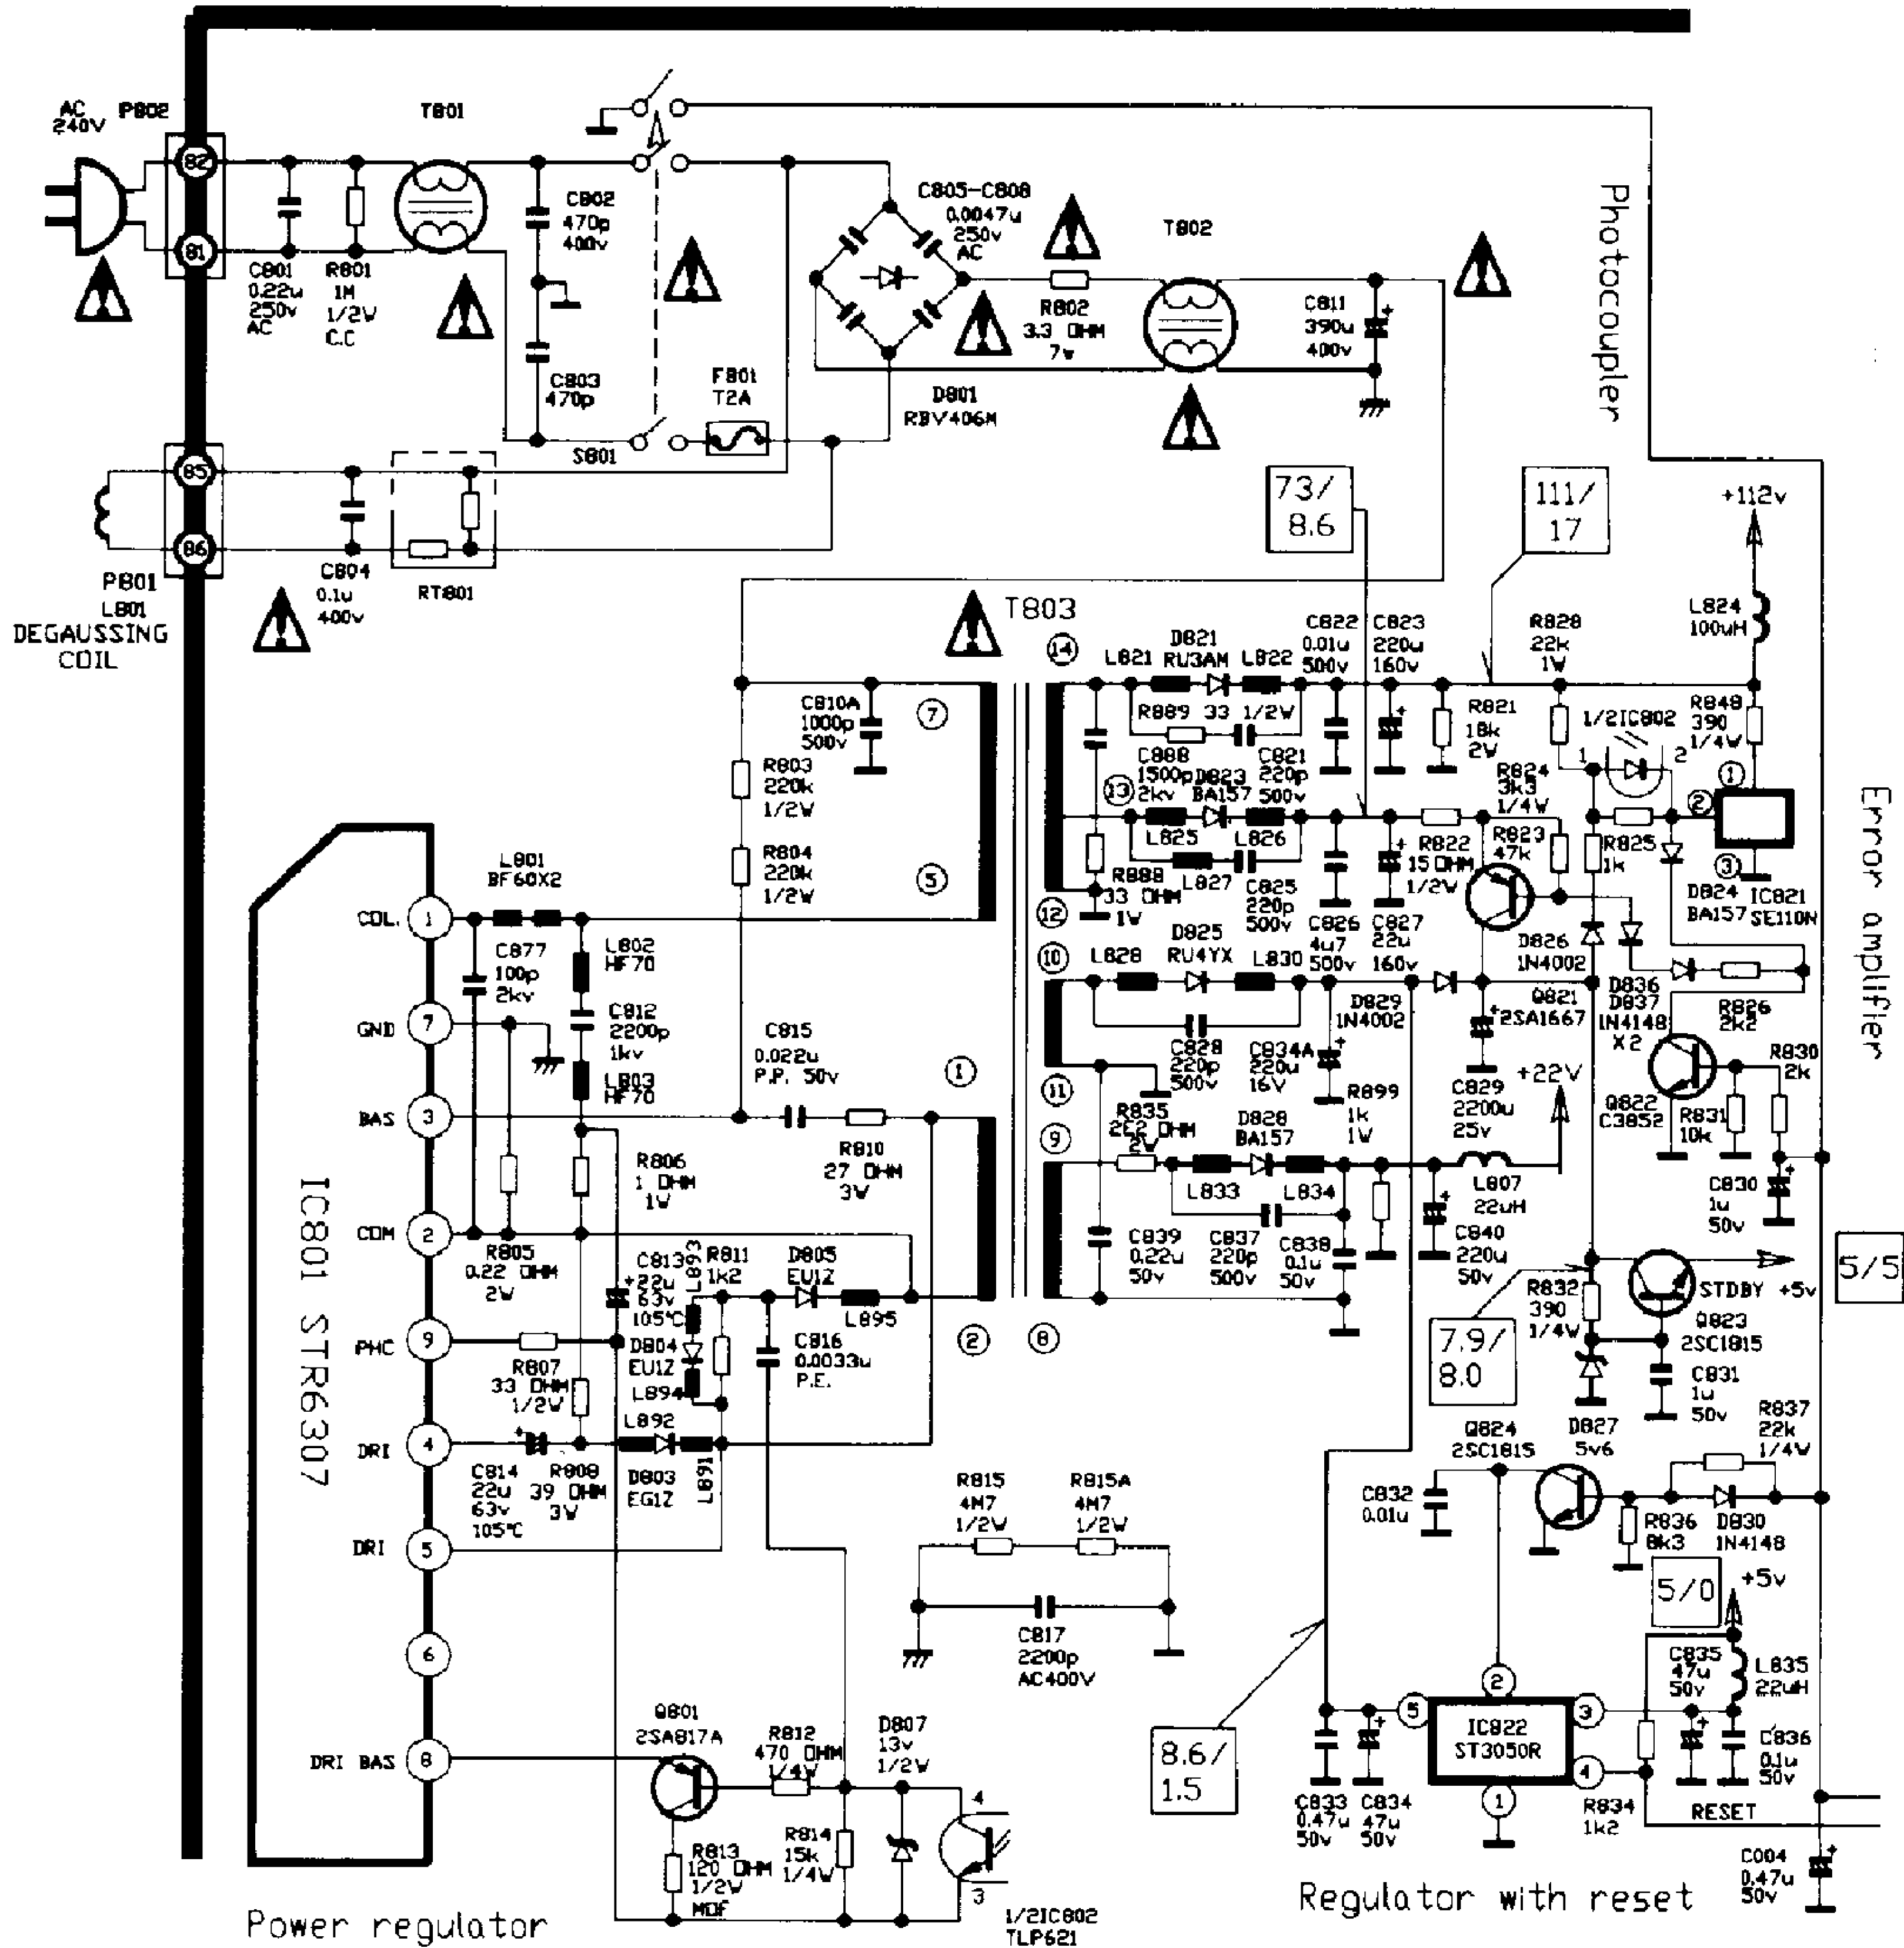 AC
240V
P802
T801
82
81
C801
0.22u
250v
AC
R801
1M
1/2W
C.C
C802
470p
400v
C803
470p
S801
F801
T2A
C805-C808
0.0047u
250v
AC
D801
RBV406M
R802
3.3 OHM
7w
T802
C811
390u
400v
Photocoupler
85
86
P801
L801
DEGAUSSING
COIL
C804
0.1u
400v
RT801
73/
8.6
111/
17
+112v
L824
100uH
T803
14
L821
D821
RU3AM
L822
C822
0.01u
500v
C823
220u
160v
R828
22k
1W
C810A
1000p
500v
7
R889 33 1/2W
R821
18k
2W
1/2IC802
1
2
R848
390
1/4W
1
2
3
R803
220k
1/2W
C888
1500p
2kv
13
D823
BA157
C821
220p
500v
R824
3k3
1/4W
R823
47k
R825
1k
L825
L826
L827
R822
15 OHM
1/2W
R804
220k
1/2W
5
R888
33 OHM
1W
12
C825
220p
500v
C826
4u7
500v
C827
22u
160v
D824
BA157
IC821
SE110N
Error amplifier
L801
BF60X2
COL.
1
C877
100p
2kv
L802
HF70
10
L828
D825
RU4YX
L830
D826
1N4002
C812
2200p
1kv
L803
HF70
GND
7
C815
0.022u
P.P. 50v
1
11
C828
220p
500v
C834A
220u
16V
D829
1N4002
Q821
2SA1667
D836
D837
1N4148
X2
R826
2k2
R830
2k
BAS
3
R810
27 OHM
3W
9
R835
2E2 OHM
2W
D828
BA157
R899
1k
1W
C829
2200u
25v
+22V
Q822
C3852
R831
10k
R806
1 OHM
1W
L833
L834
L807
22uH
C830
1u
50v
COM
2
R805
0.22 OHM
2W
C813
22u
63v
105°C
L893
R811
1k2
D805
EU1Z
L895
C839
0.22u
50v
C837
220p
500v
C838
0.1u
50v
C840
220u
50v
R832
390
1/4W
STDBY +5v
5/5
Q823
2SC1815
IC801 STR6307
PHC
9
R807
33 OHM
1/2W
D804
EU1Z
L894
C816
0.0033u
P.E.
2
8
7.9/
8.0
C831
1u
50v
DRI
4
C814
22u
63v
105°C
R808
39 OHM
3W
L892
D803
EG1Z
L891
Q824
2SC1815
D827
5v6
R837
22k
1/4W
R815
4M7
1/2W
R815A
4M7
1/2W
C832
0.01u
R836
8k3
D830
1N4148
DRI
5
C817
2200p
AC400V
5/0
+5v
6
C835
47u
50v
L835
22uH
2
5
3
4
1
IC822
ST3050R
C836
0.1u
50v
DRI BAS
8
Q801
2SA817A
R812
470 OHM
1/4W
D807
13v
1/2W
8.6/
1.5
4
3
R813
120 OHM
1/2W
MOF
R814
15k
1/4W
C833
0.47u
50v
C834
47u
50v
R834
1k2
RESET
C004
0.47u
50v
Power regulator
1/2IC802
TLP621
Regulator with reset